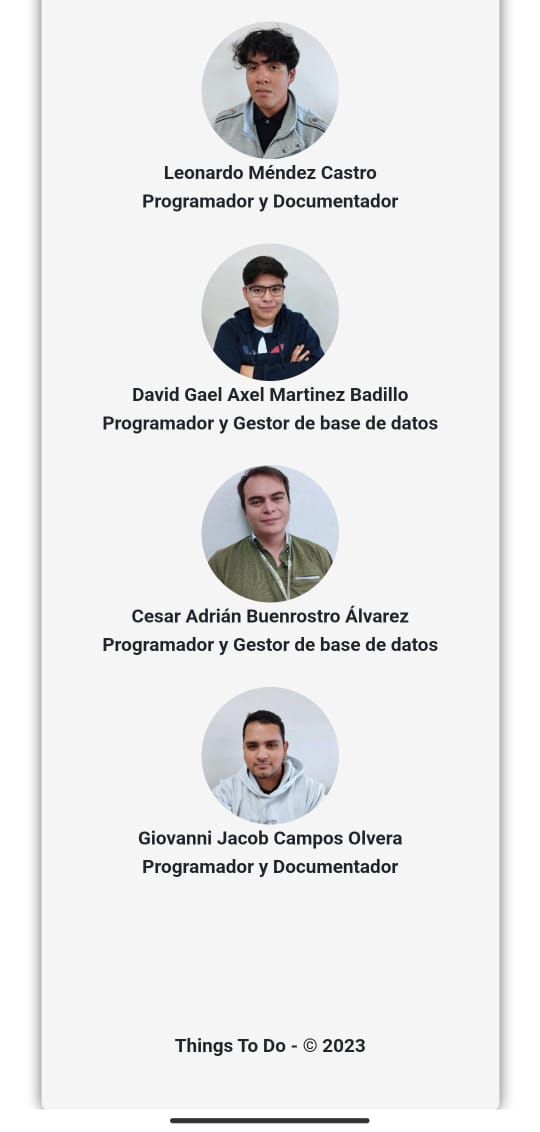 Leonardo Méndez Castro
Programador y Documentador
David Gael Axel Martinez Badillo
Programador y Gestor de base de datos
Cesar Adrián Buenrostro Álvarez
Programador y Gestor de base de datos
Giovanni Jacob Campos Olvera
Programador y Documentador
Things To Do - © 2023